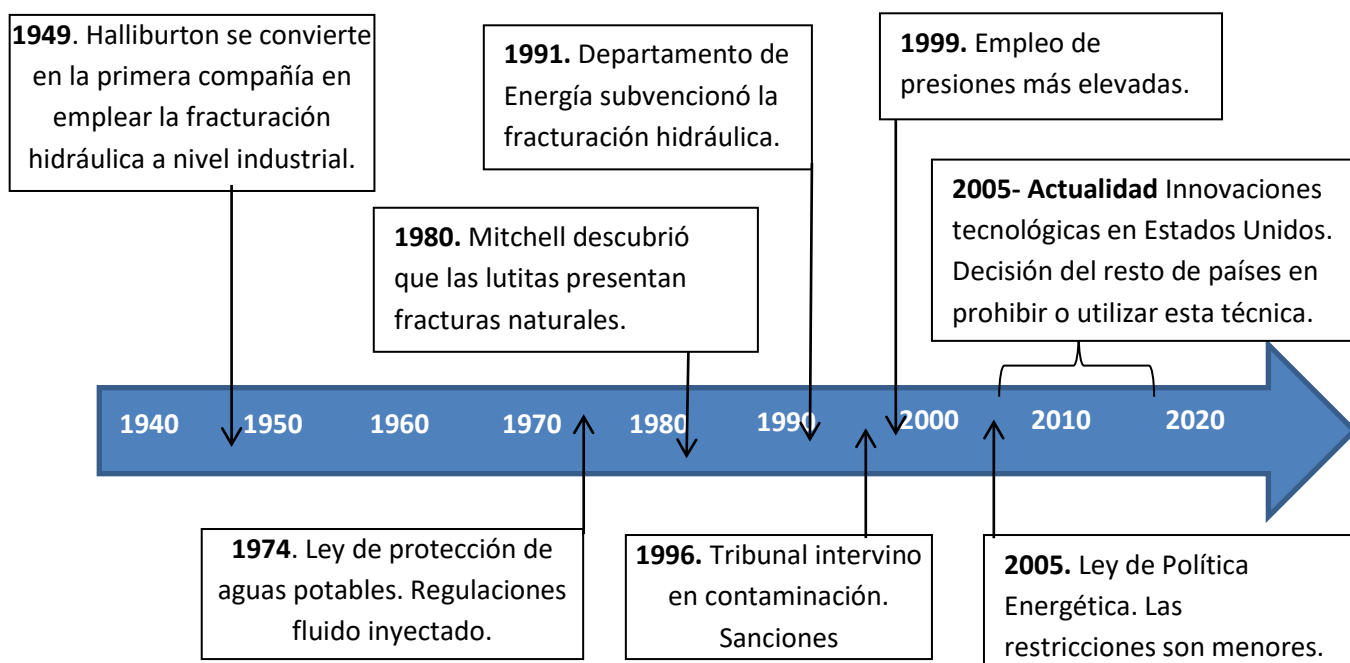 1949. Halliburton se convierte
en la primera compañía en
emplear la fracturación
hidráulica a nivel industrial.
1991. Departamento de
Energía subvencionó la
fracturación hidráulica.
1999. Empleo de
presiones más elevadas.
1980. Mitchell descubrió
que las lutitas presentan
fracturas naturales.
2005- Actualidad Innovaciones
tecnológicas en Estados Unidos.
Decisión del resto de países en
prohibir o utilizar esta técnica.
1940 1950 1960 1970 1980 1990 2000 2010 2020
1974. Ley de protección de
aguas potables. Regulaciones
fluido inyectado.
1996. Tribunal intervino
en contaminación.
Sanciones
2005. Ley de Política
Energética. Las
restricciones son menores.